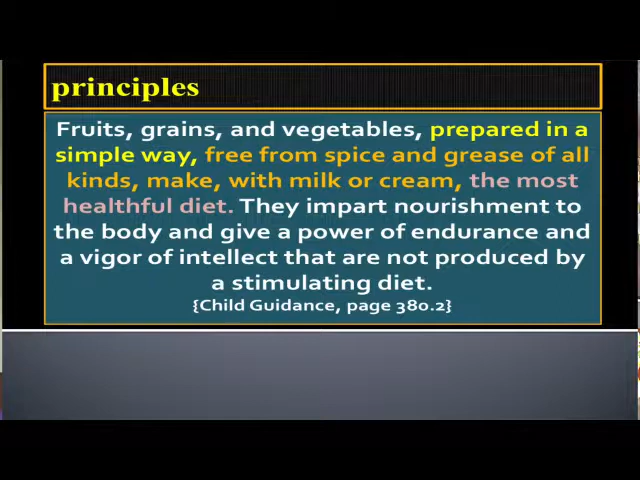 principles
Fruits, grains, and vegetables, prepared in a
simple way, free from spice and grease of all
kinds, make, with milk or cream, the most
healthful diet. They impart nourishment to
the body and give a power of endurance and
a vigor of intellect that are not produced by
a stimulating diet.
{Child Guidance, page 380.2}